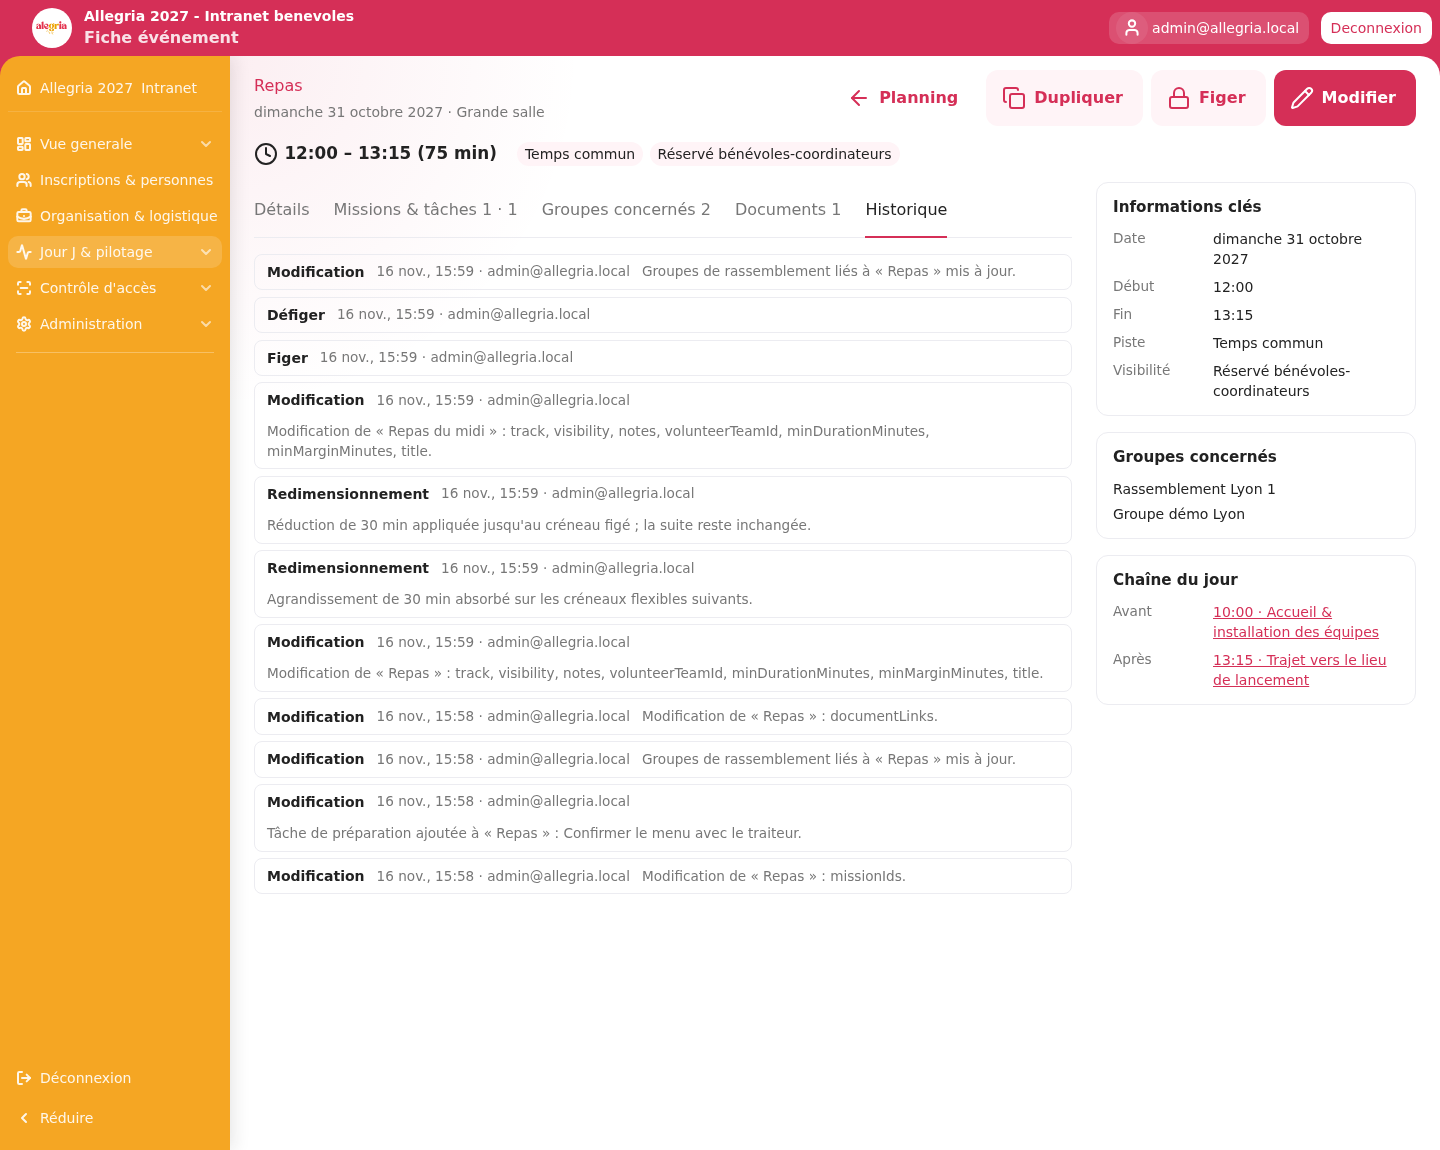 alegria
Allegria 2027 - Intranet benevoles
Fiche événement
admin@allegria.local
Deconnexion
Allegria 2027 Intranet
Vue generale
Inscriptions & personnes
Organisation & logistique
Jour J & pilotage
Contrôle d'accès
Administration
Déconnexion
Réduire
Repas
dimanche 31 octobre 2027 · Grande salle
Planning
Dupliquer
Figer
Modifier
12:00 – 13:15 (75 min)
Temps commun
Réservé bénévoles-coordinateurs
Détails
Missions & tâches 1 · 1
Groupes concernés 2
Documents 1
Historique
Modification 16 nov., 15:59 · admin@allegria.local Groupes de rassemblement liés à « Repas » mis à jour.
Défiger 16 nov., 15:59 · admin@allegria.local
Figer 16 nov., 15:59 · admin@allegria.local
Modification 16 nov., 15:59 · admin@allegria.local
Modification de « Repas du midi » : track, visibility, notes, volunteerTeamId, minDurationMinutes,
minMarginMinutes, title.
Redimensionnement 16 nov., 15:59 · admin@allegria.local
Réduction de 30 min appliquée jusqu'au créneau figé ; la suite reste inchangée.
Redimensionnement 16 nov., 15:59 · admin@allegria.local
Agrandissement de 30 min absorbé sur les créneaux flexibles suivants.
Modification 16 nov., 15:59 · admin@allegria.local
Modification de « Repas » : track, visibility, notes, volunteerTeamId, minDurationMinutes, minMarginMinutes, title.
Modification 16 nov., 15:58 · admin@allegria.local Modification de « Repas » : documentLinks.
Modification 16 nov., 15:58 · admin@allegria.local Groupes de rassemblement liés à « Repas » mis à jour.
Modification 16 nov., 15:58 · admin@allegria.local
Tâche de préparation ajoutée à « Repas » : Confirmer le menu avec le traiteur.
Modification 16 nov., 15:58 · admin@allegria.local Modification de « Repas » : missionIds.
Informations clés
Date dimanche 31 octobre
2027
Début 12:00
Fin 13:15
Piste Temps commun
Visibilité Réservé bénévoles-
coordinateurs
Groupes concernés
Rassemblement Lyon 1
Groupe démo Lyon
Chaîne du jour
Avant 10:00 · Accueil &
installation des équipes
Après 13:15 · Trajet vers le lieu
de lancement